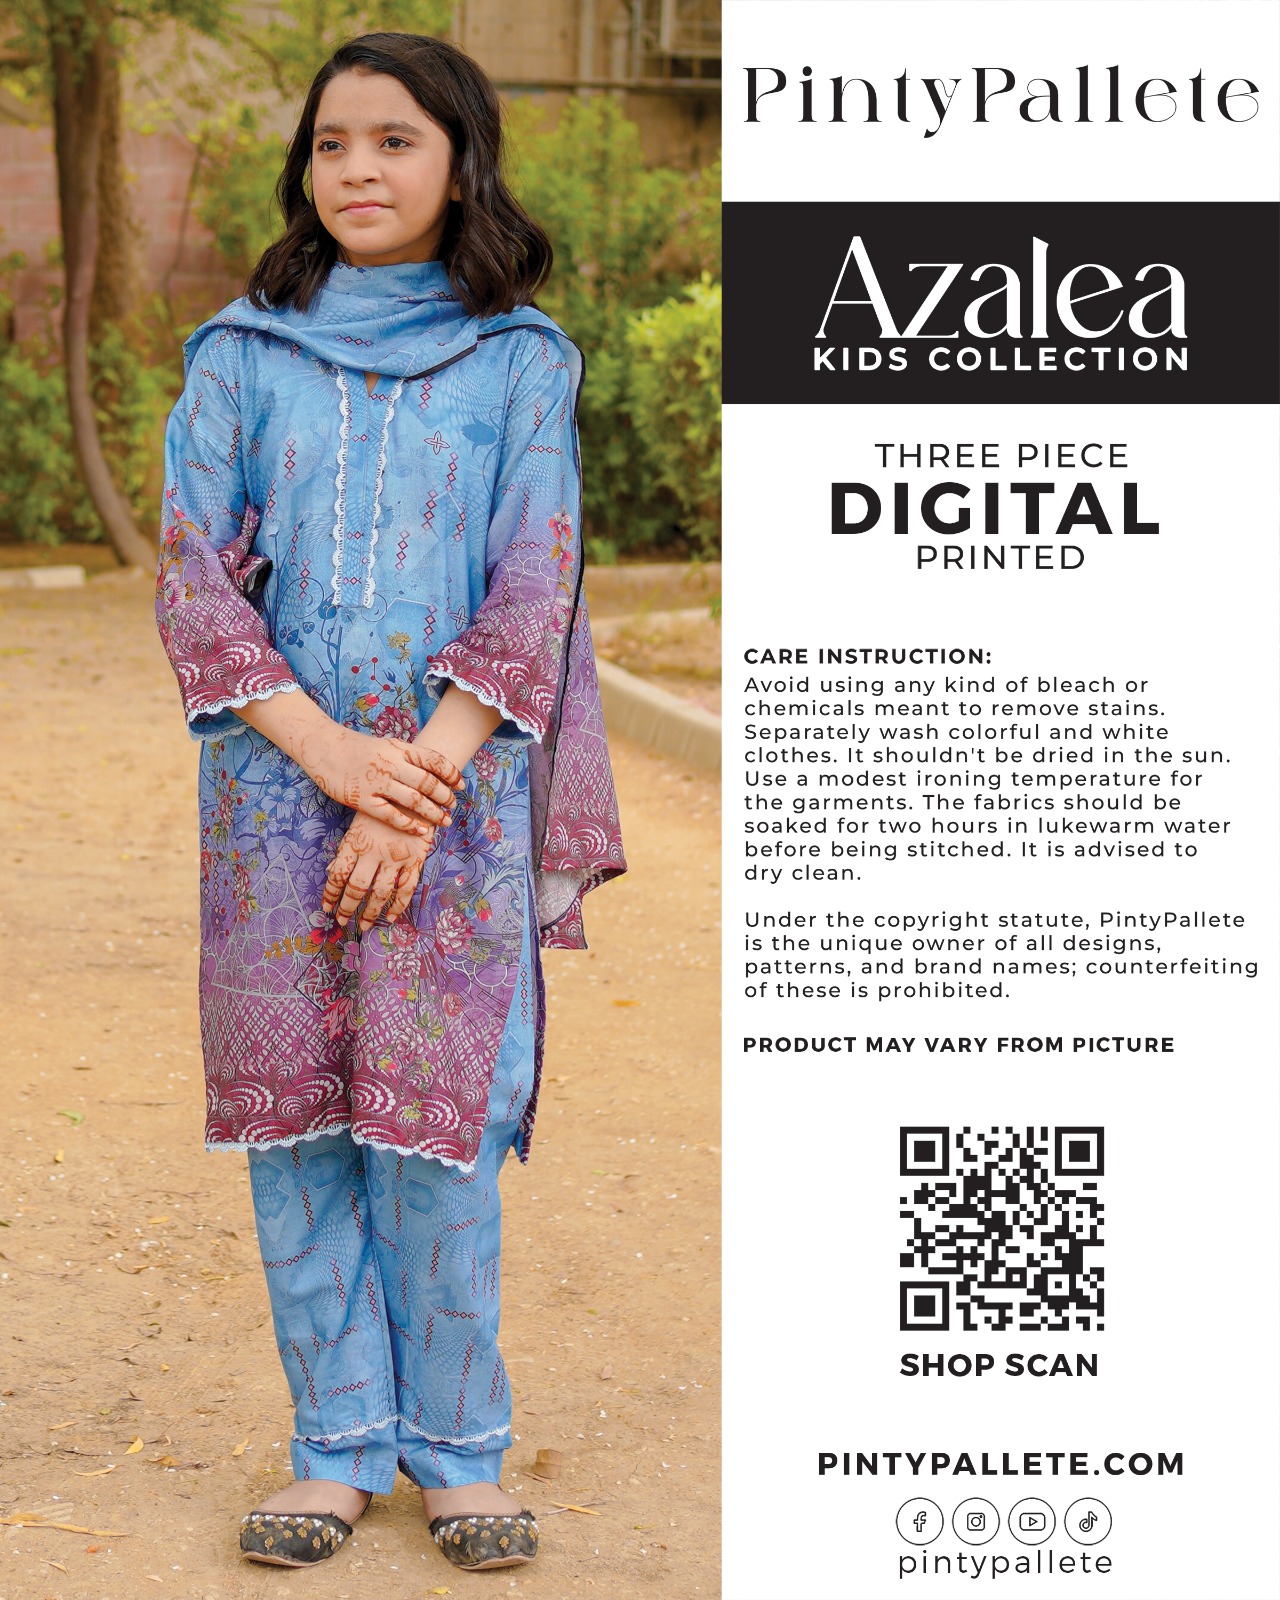 PintyPallete
Azalea
KIDS COLLECTION
THREE PIECE
DIGITAL
PRINTED
CARE INSTRUCTION:
Avoid using any kind of bleach or
chemicals meant to remove stains.
Separately wash colorful and white
clothes. It shouldn't be dried in the sun.
Use a modest ironing temperature for
the garments. The fabrics should be
soaked for two hours in lukewarm water
before being stitched. It is advised to
dry clean.
Under the copyright statute, PintyPallete
is the unique owner of all designs,
patterns, and brand names; counterfeiting
of these is prohibited.
PRODUCT MAY VARY FROM PICTURE
SHOP SCAN
PINTYPALLETE.COM
pintypallete